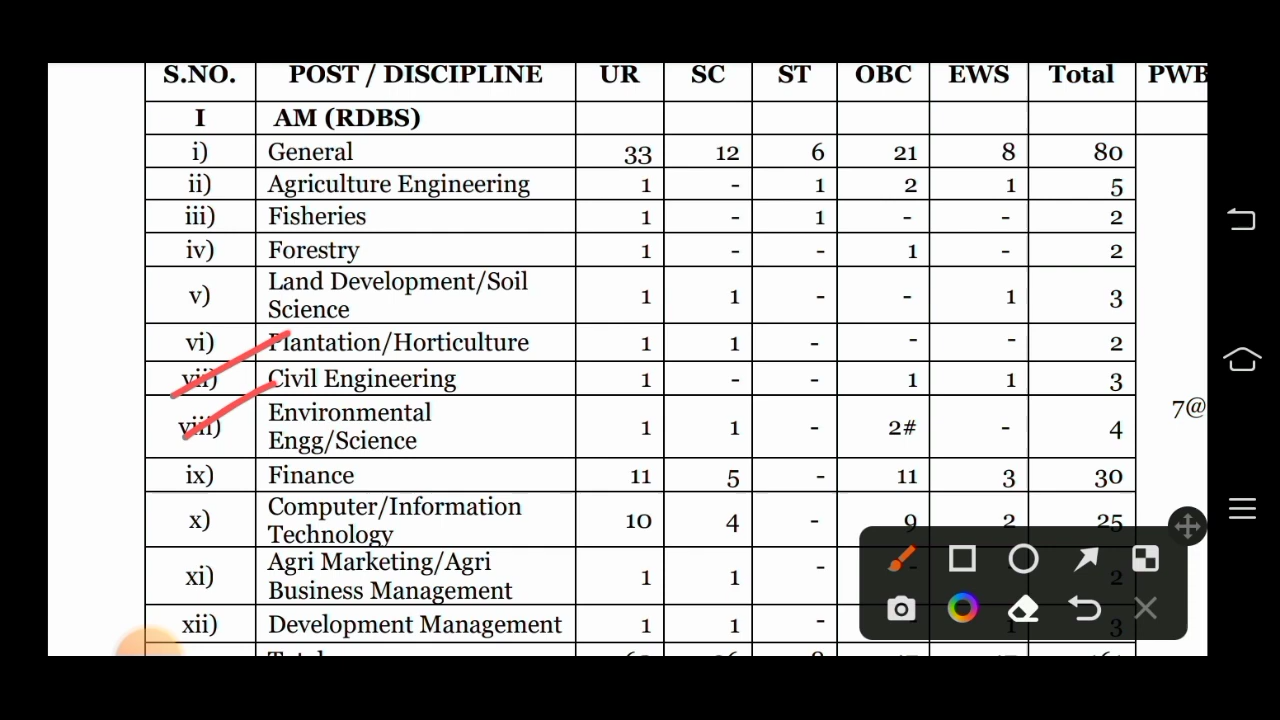 S.NO. POST / DISCIPLINE UR SC ST OBC EWS Total PWB
I AM (RDBS)
i) General 33 12 6 21 8 80
ii) Agriculture Engineering 1 - 1 2 1 5
iii) Fisheries 1 - 1 - - 2
iv) Forestry 1 - - 1 - 2
v) Land Development/Soil
Science 1 1 - - 1 3
vi) Plantation/Horticulture 1 1 - - - 2
vii) Civil Engineering 1 - - 1 1 3
7@
viii) Environmental
Engg/Science 1 1 - 2# - 4
ix) Finance 11 5 - 11 3 30
x) Computer/Information
Technology 10 4 - 9 2 25
xi) Agri Marketing/Agri
Business Management 1 1 - - 2
xii) Development Management 1 1 - - 1 3